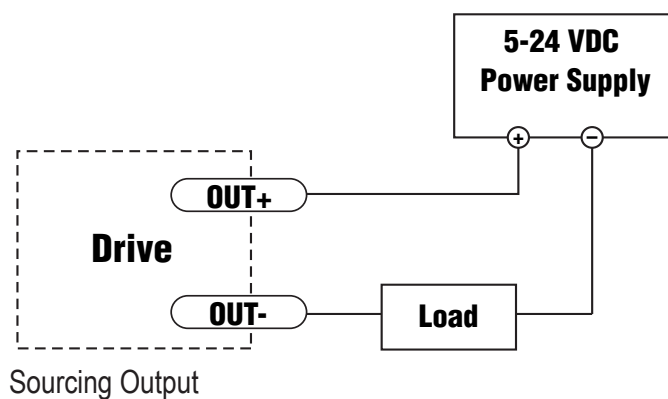 5-24 VDC
Power Supply
+ −
OUT+
Drive
OUT-
Load
Sourcing Output